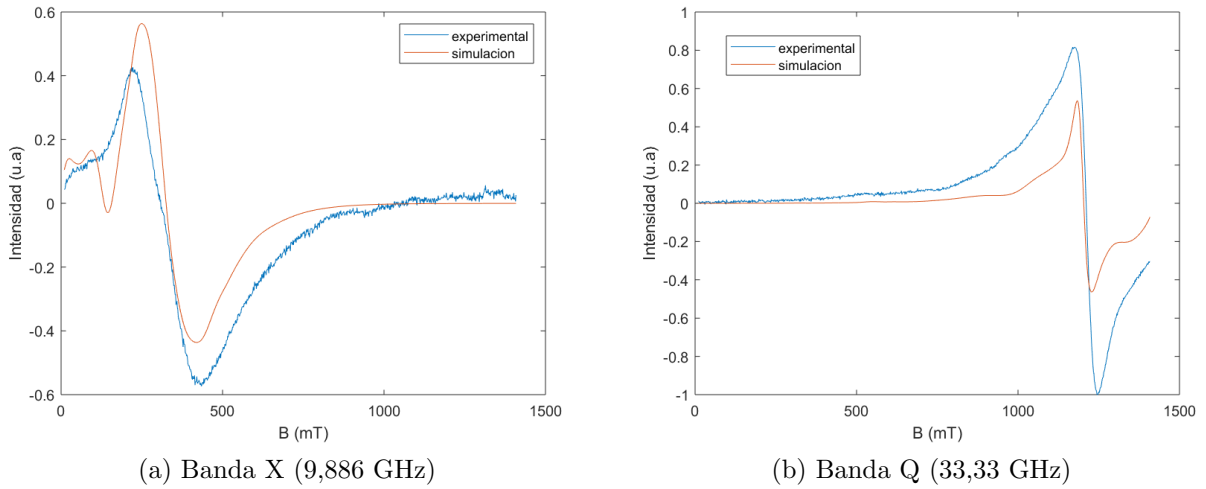 0.6
0.4
0.2
0
-0.2
-0.4
-0.6
Intensidad (u.a)
0 500 1000 1500
B (mT)
experimental
simulacion
(a) Banda X (9,886 GHz)
1
0.8
0.6
0.4
0.2
0
-0.2
-0.4
-0.6
-0.8
-1
Intensidad (u.a)
0 500 1000 1500
B (mT)
experimental
simulacion
(b) Banda Q (33,33 GHz)